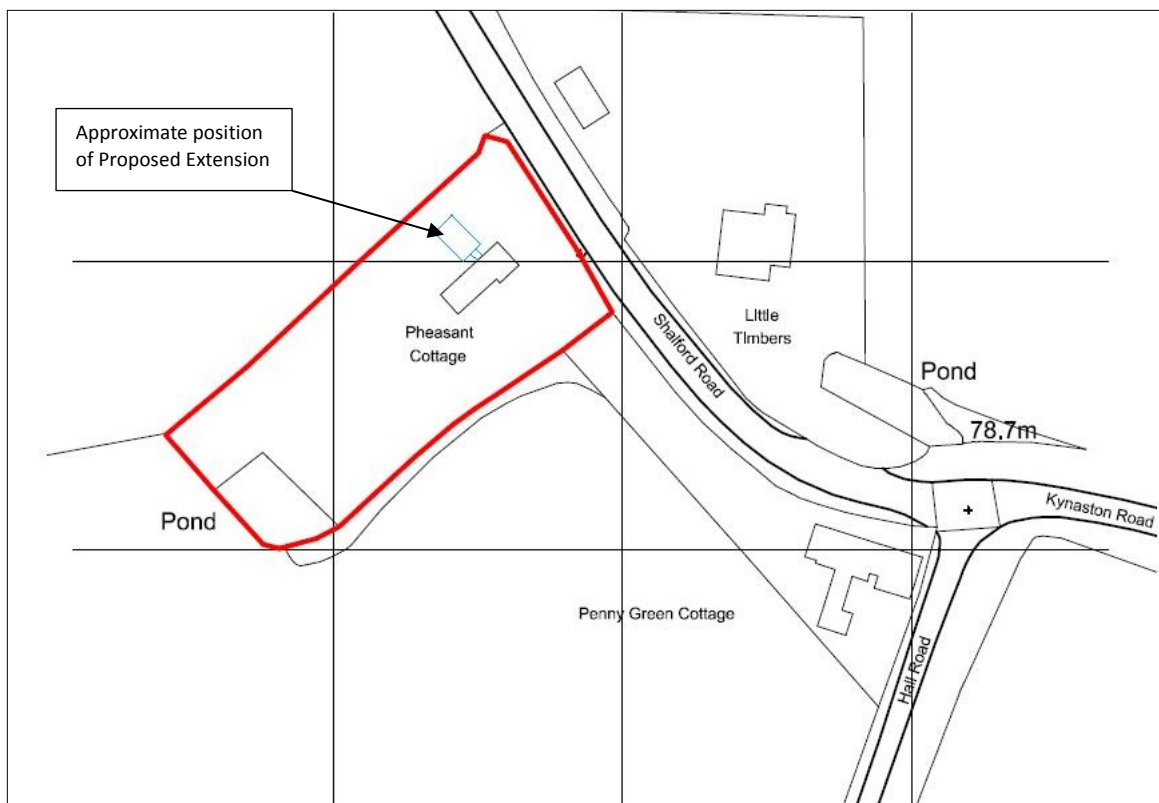 Approximate position
of Proposed Extension
Pheasant
Cottage
Shalford Road
Little
Timbers
Pond
78.7m
Kynaston Road
Pond
Penny Green Cottage
Hall Road